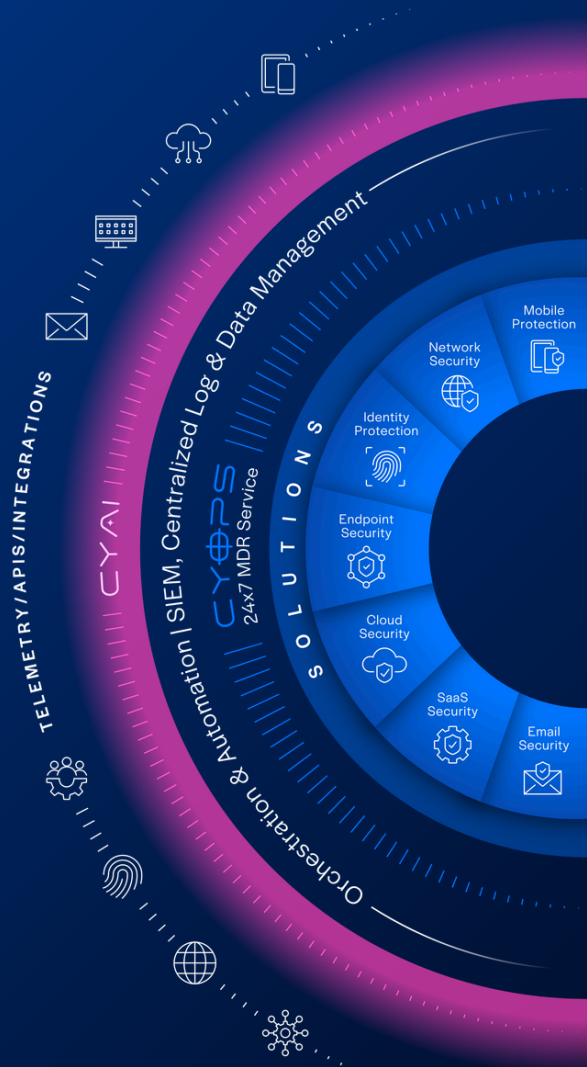 TELEMETRY/APIS/INTEGRATIONS
CYAI
Orchestration & Automation | SIEM, Centralized Log & Data Management
CYOPS
24x7 MDR Service
SOLUTIONS
Mobile
Protection
Network
Security
Identity
Protection
Endpoint
Security
Cloud
Security
SaaS
Security
Email
Security